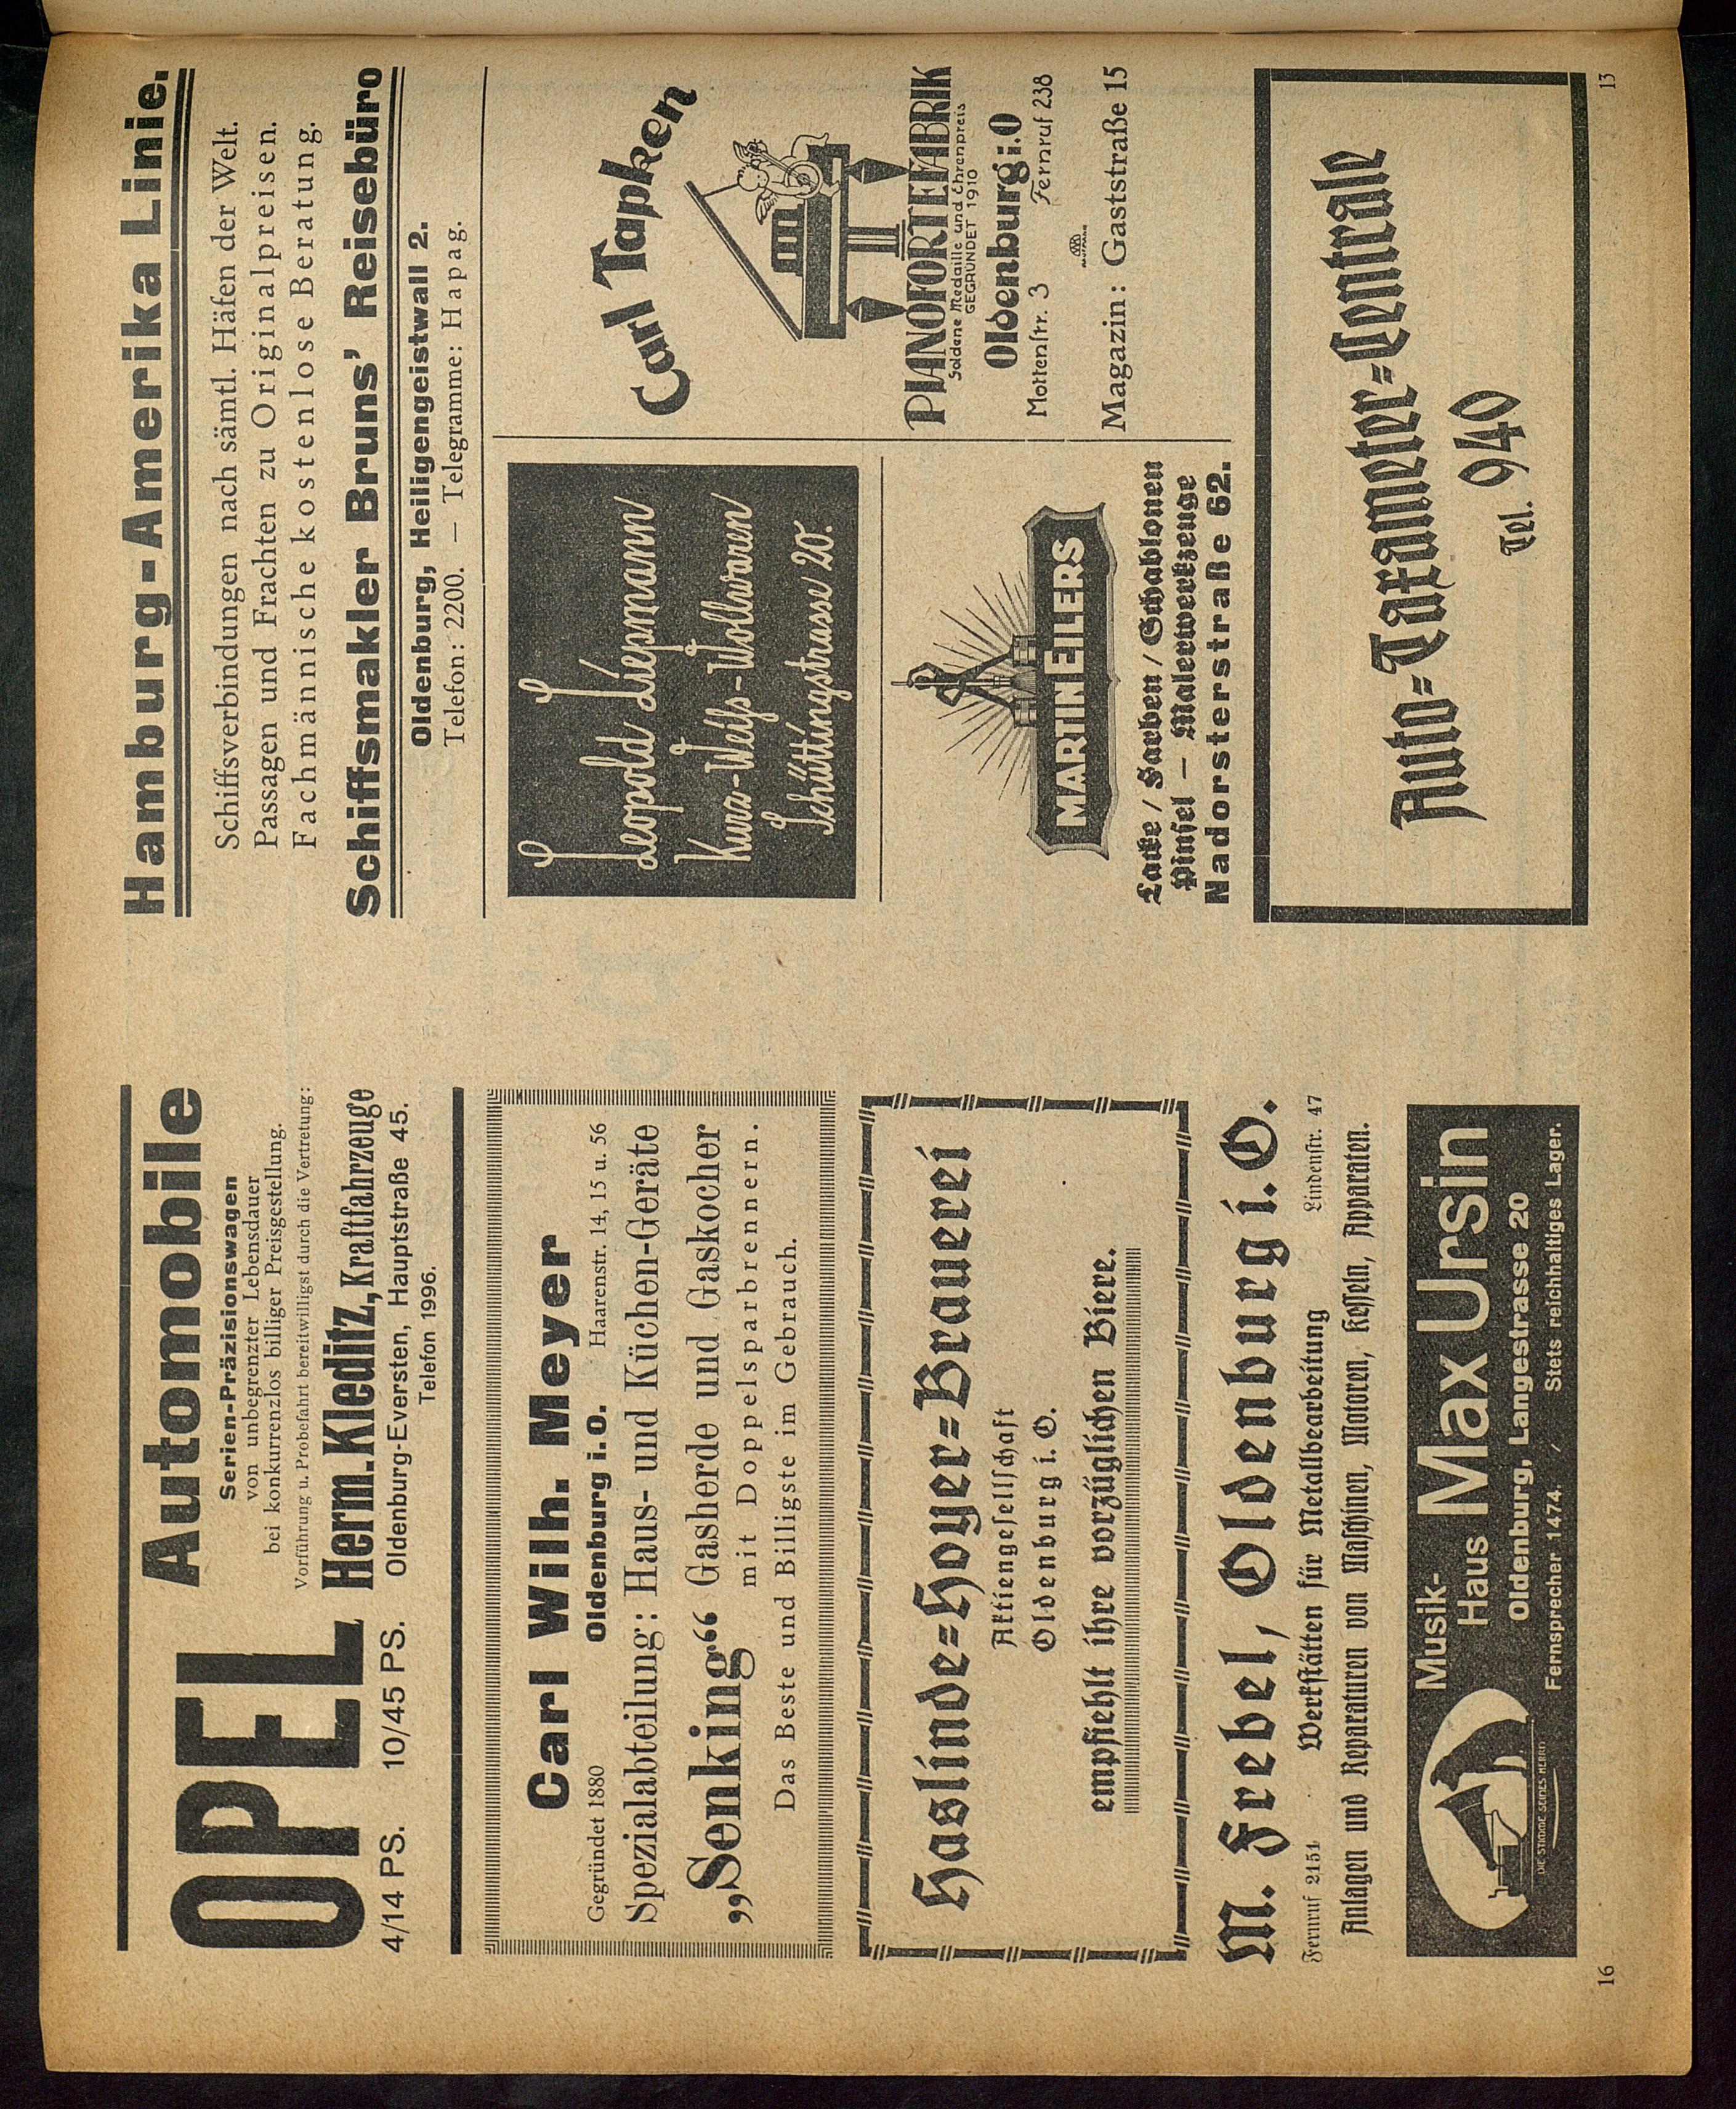 OPEL Automobile
Serien-Präzisionswagen
von unbegrenzter Lebensdauer
bei konkurrenzlos billiger Preisgestellung.
Vorführung u. Probefahrt bereitwilligst durch die Vertretung:
Herm. Kleditz, Kraftfahrzeuge
4/14 PS. 10/45 PS. Oldenburg-Eversten, Hauptstraße 45.
Telefon 1996.
Carl Wilh. Meyer
Gegründet 1880 Oldenburg i.O. Haarenstr. 14, 15 u. 56
Spezialabteilung: Haus- und Küchen-Geräte
„Senking“ Gasherde und Gaskocher
mit Doppelsparbrennern.
Das Beste und Billigste im Gebrauch.
Haslinde=Hoyer=Brauerei
Aktiengesellschaft
Oldenburg i. O.
empfiehlt ihre vorzüglichen Biere.
M. Frebel, Oldenburg i. O.
Fernruf 2151 Werkstätten für Metallbearbeitung Lindenstr. 47
Anlagen und Reparaturen von Maschinen, Motoren, Kesseln, Apparaten.
Musik-
Haus Max Ursin
Oldenburg, Langestrasse 20
Fernsprecher 1474. / Stets reichhaltiges Lager.
DIE STIMME SEINES HERRN
16
Hamburg-Amerika Linie.
Schiffsverbindungen nach sämtl. Häfen der Welt.
Passagen und Frachten zu Originalpreisen.
Fachmännische kostenlose Beratung.
Schiffsmakler Bruns' Reisebüro
Oldenburg, Heiligengeistwall 2.
Telefon: 2200. — Telegramme: Hapag.
Leopold Liepmann
Kurz-Weiß-Wollwaren
Schüttingstrasse 20.
MARTIN EILERS
Lacke / Farben / Schablonen
Pinsel — Malerwerkzeuge
Nadorsterstraße 62.
Carl Tapken
PIANOFORTEFABRIK
Goldene Medaille und Ehrenpreis
GEGRÜNDET 1910
Oldenburg i.O
Mottenstr. 3 Fernruf 238
Magazin: Gaststraße 15
Auto=Taxameter=Centrale
Tel. 940
13